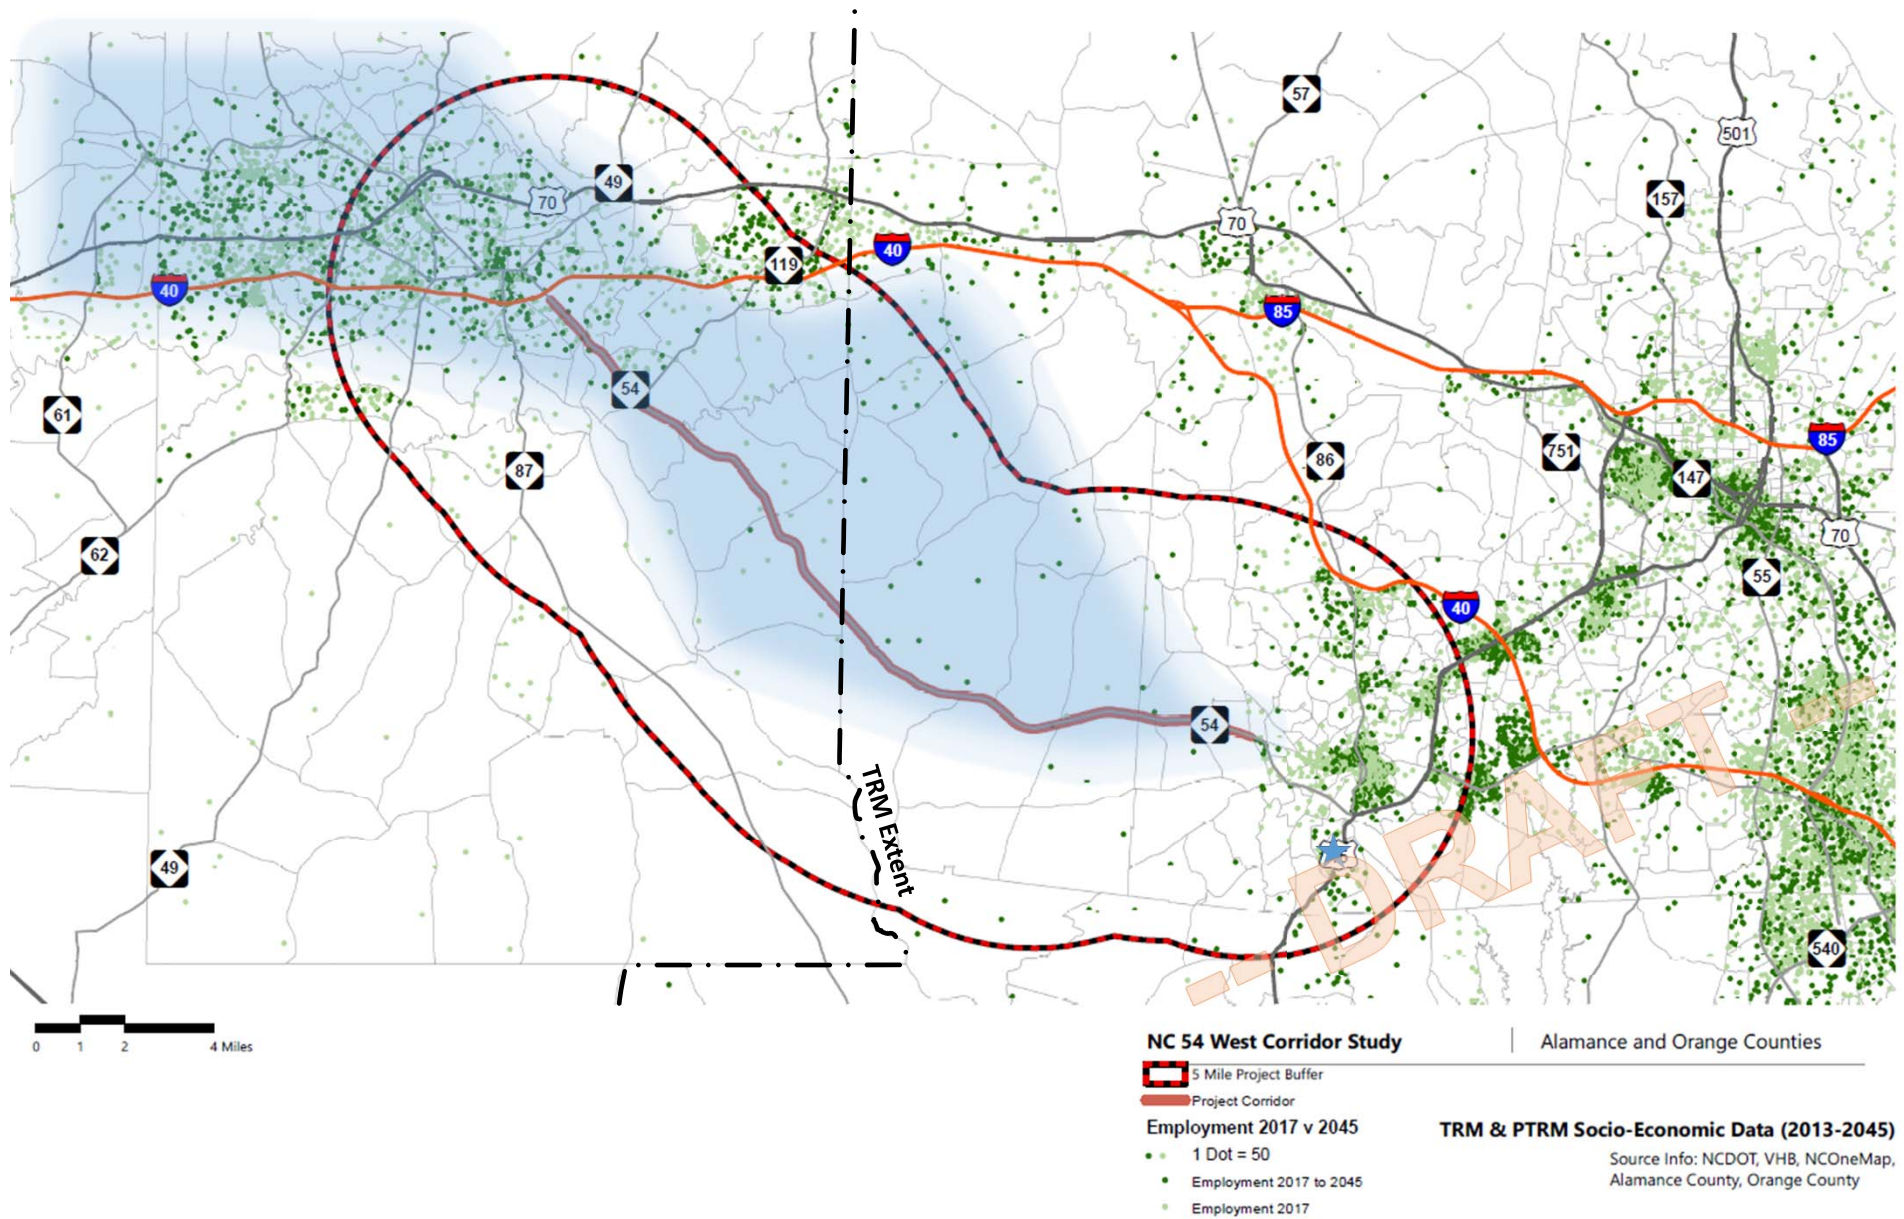 57
501
49
70
157
70
119
40
40
85
54
61
86
751
85
87
147
62
70
55
40
54
TRM Extent
DRAFT
49
540
0 1 2 4 Miles
NC 54 West Corridor Study | Alamance and Orange Counties
5 Mile Project Buffer
Project Corridor
Employment 2017 v 2045
1 Dot = 50
Employment 2017 to 2045
Employment 2017
TRM & PTRM Socio-Economic Data (2013-2045)
Source Info: NCDOT, VHB, NCOneMap,
Alamance County, Orange County